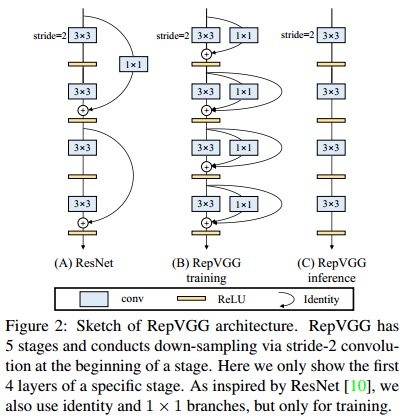 stride=2
3×3
1×1
3×3
3×3
3×3
(A) ResNet
stride=2
3×3
1×1
3×3
1×1
3×3
1×1
3×3
1×1
(B) RepVGG
training
stride=2
3×3
3×3
3×3
3×3
(C) RepVGG
inference
conv
ReLU
Identity
Figure 2: Sketch of RepVGG architecture. RepVGG has
5 stages and conducts down-sampling via stride-2 convolu-
tion at the beginning of a stage. Here we only show the first
4 layers of a specific stage. As inspired by ResNet [10], we
also use identity and 1 × 1 branches, but only for training.